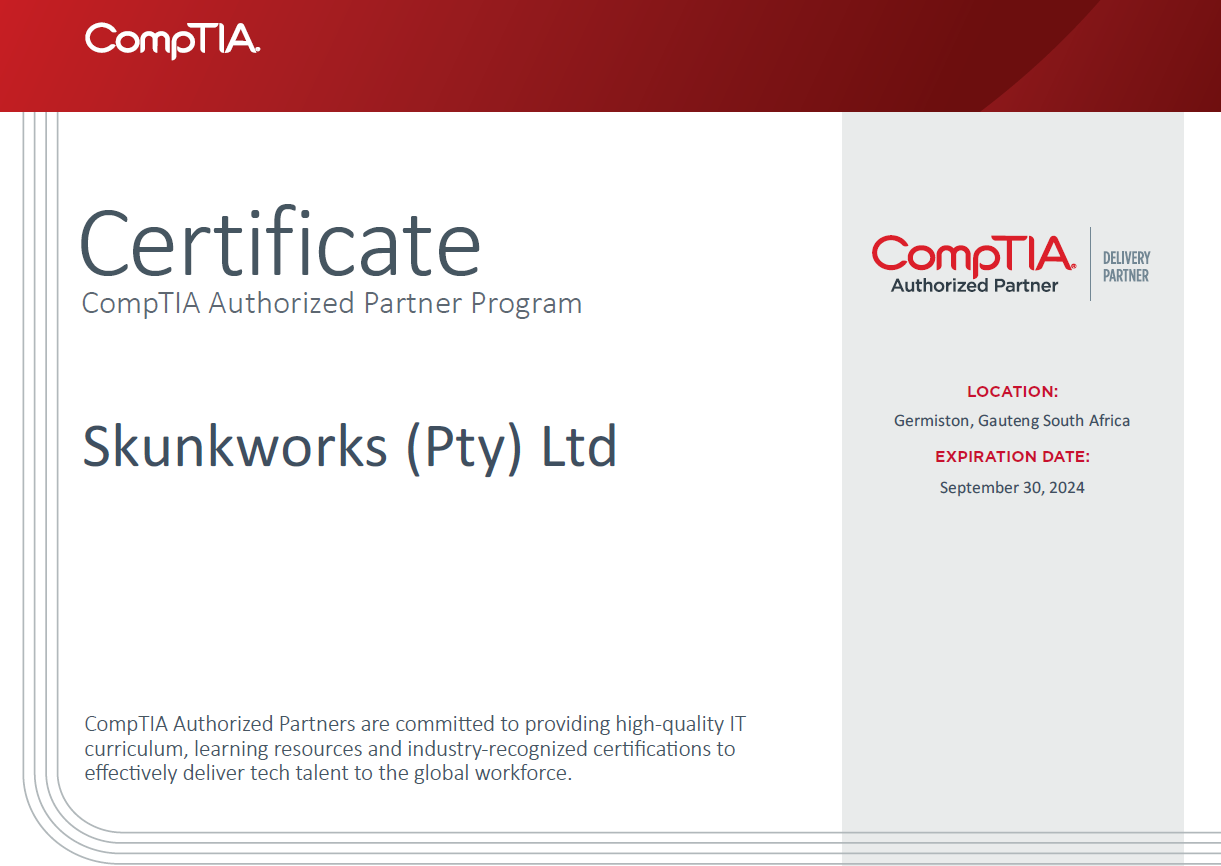 CompTIA.
Certificate
CompTIA Authorized Partner Program
Skunkworks (Pty) Ltd
CompTIA Authorized Partners are committed to providing high-quality IT
curriculum, learning resources and industry-recognized certifications to
effectively deliver tech talent to the global workforce.
CompTIA®
Authorized Partner
DELIVERY
PARTNER
LOCATION:
Germiston, Gauteng South Africa
EXPIRATION DATE:
September 30, 2024